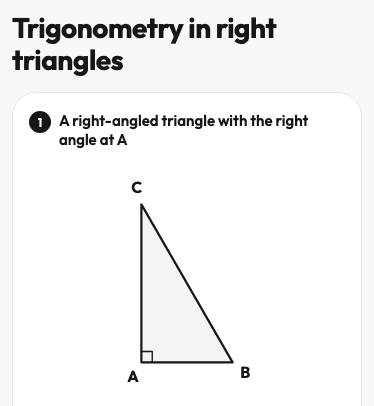 Trigonometry in right
triangles
1 A right-angled triangle with the right
angle at A
C
A
B